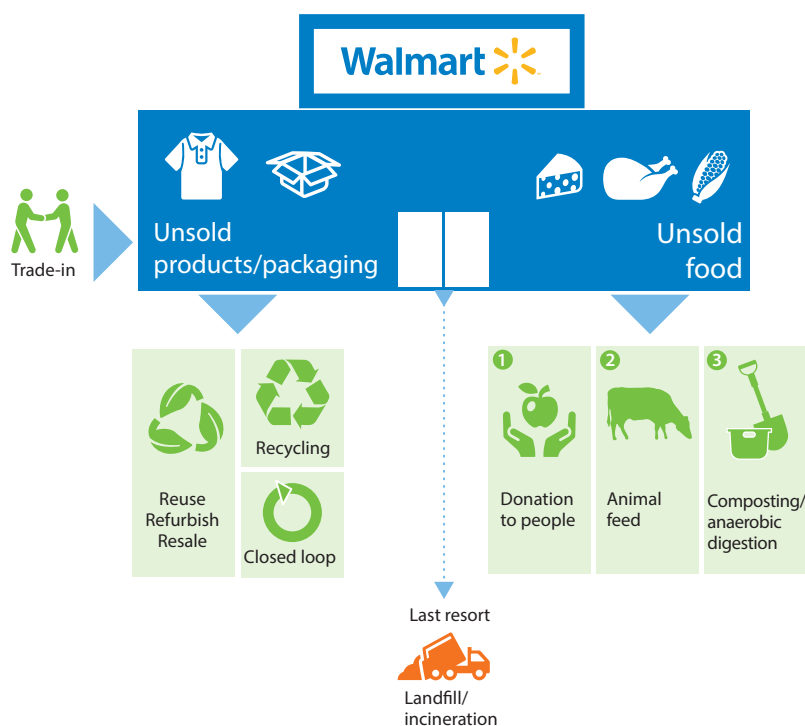 Walmart
Trade-in
Unsold
products/packaging
Unsold
food
Reuse
Refurbish
Resale
Recycling
Closed loop
1
Donation
to people
2
Animal
feed
3
Composting/
anaerobic
digestion
Last resort
Landfill/
incineration